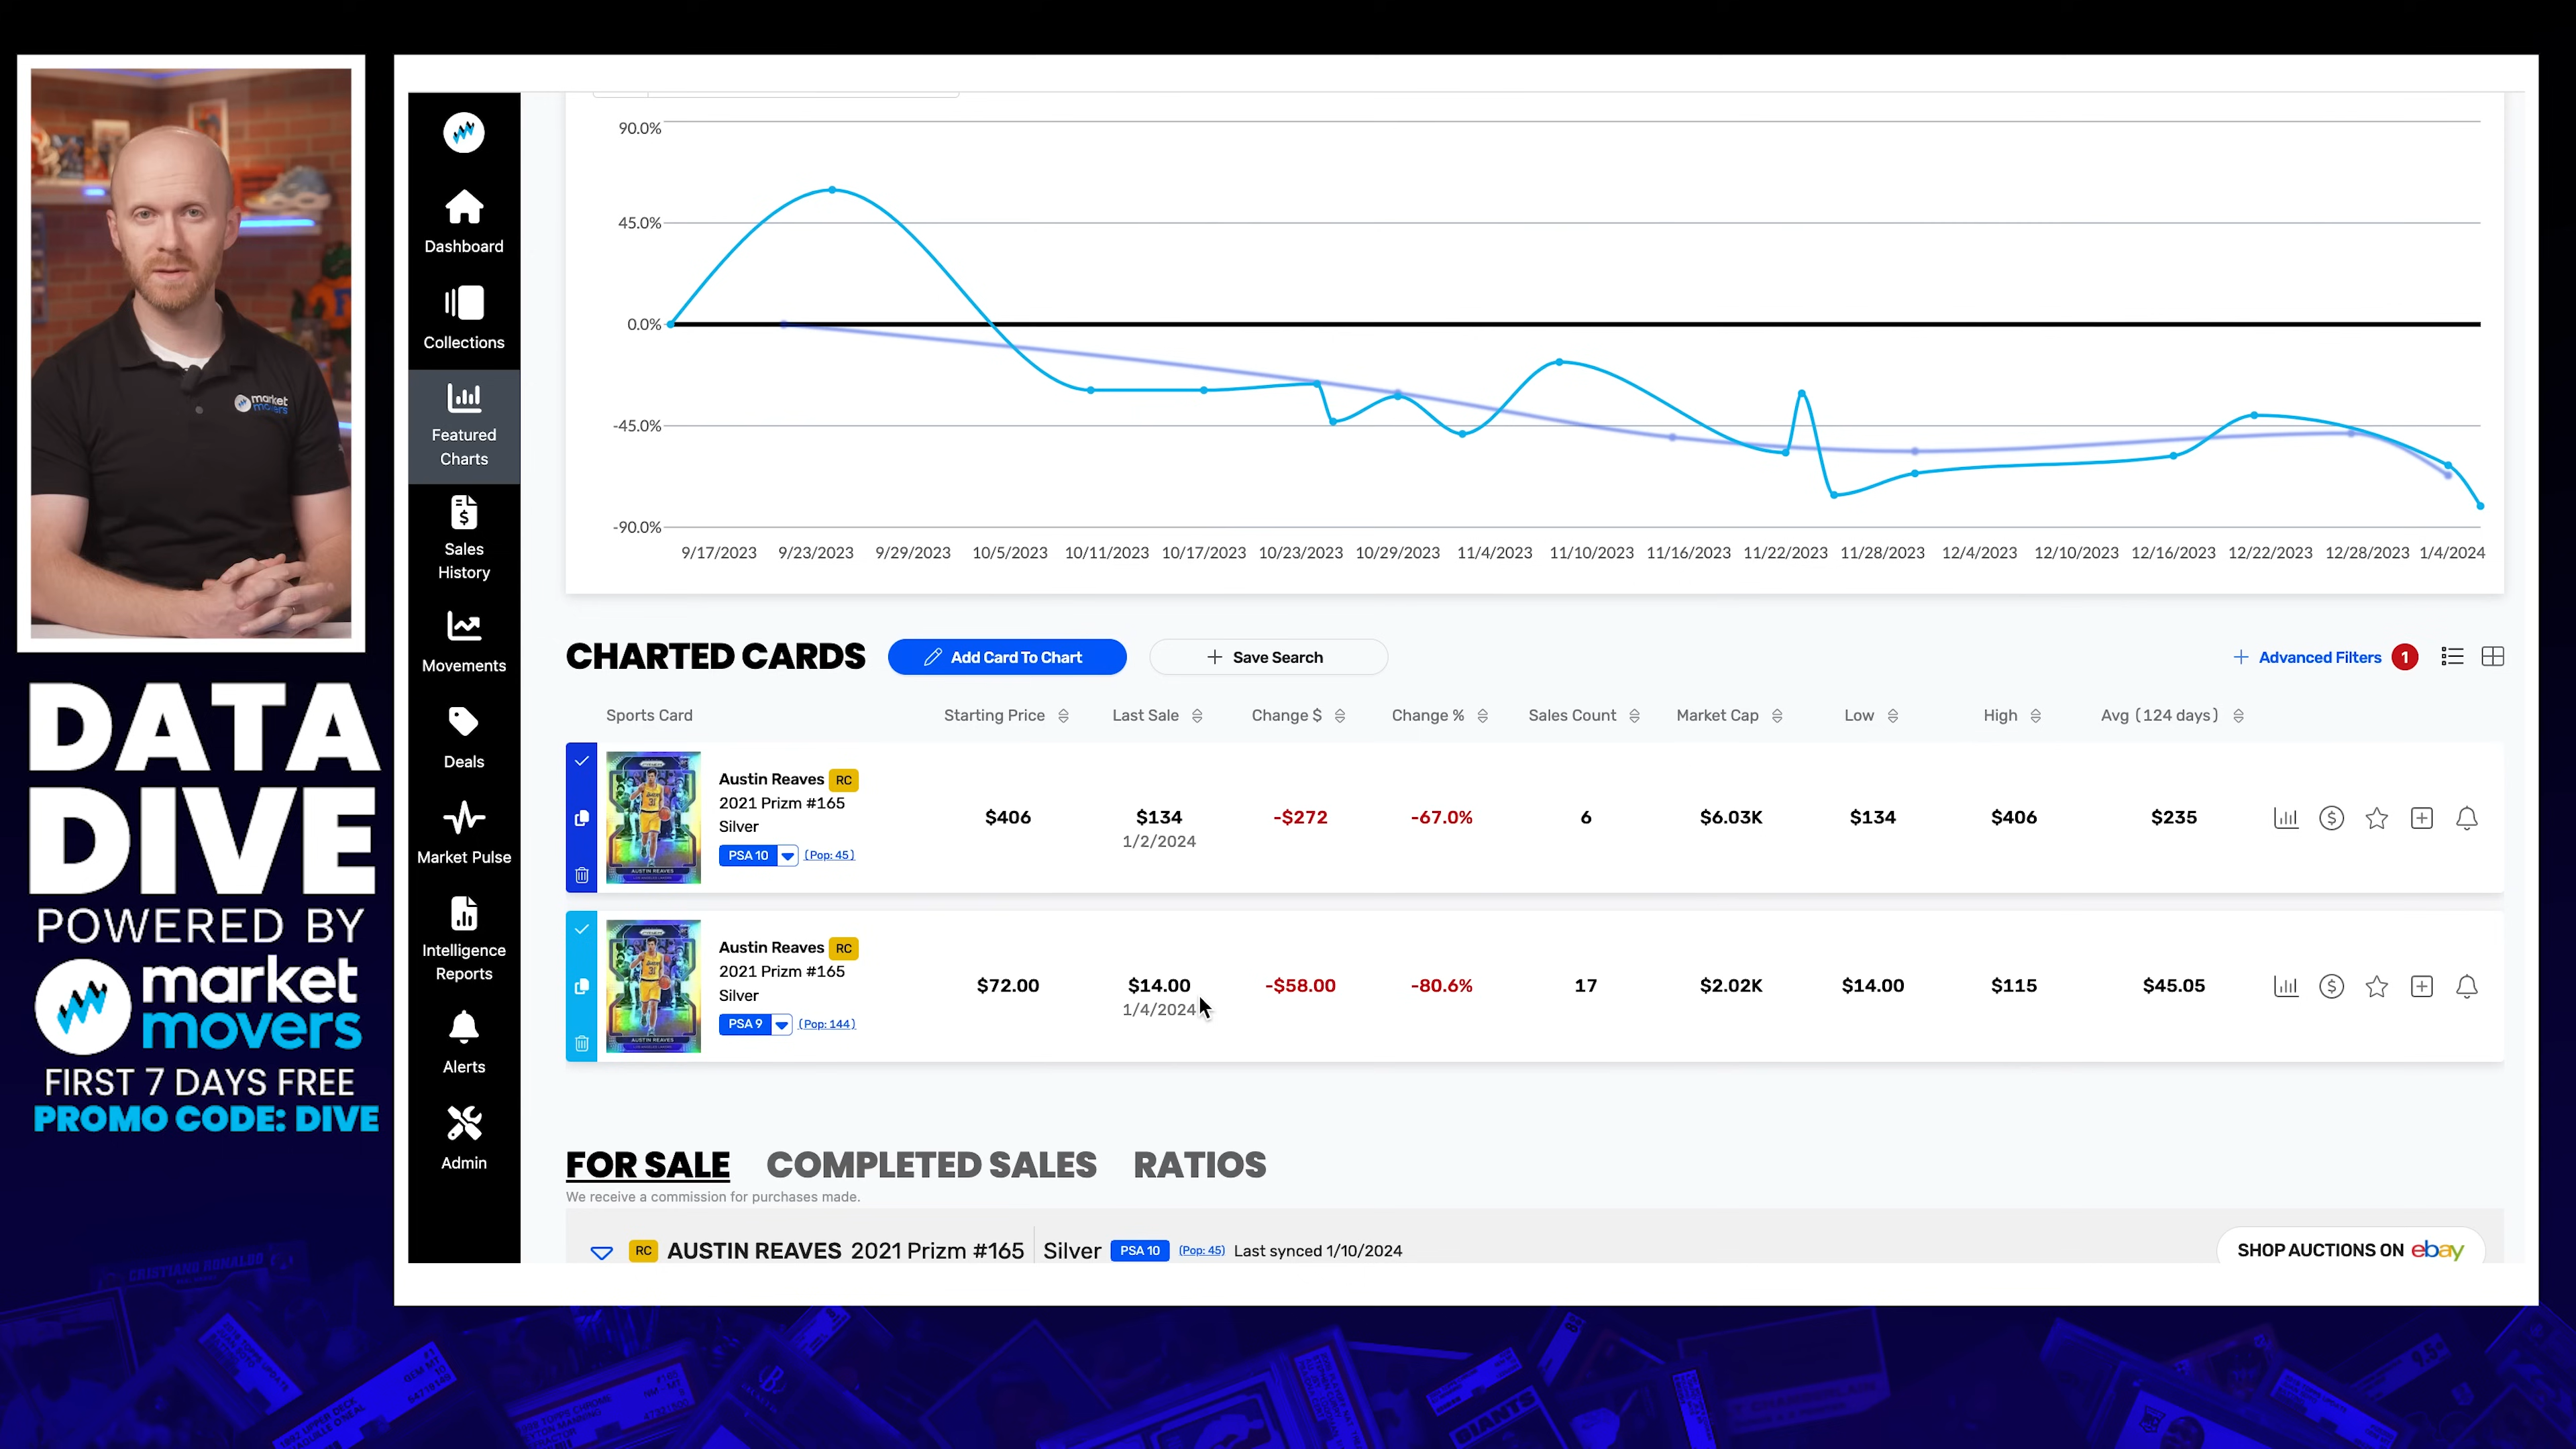 market
movers
DATA
DIVE
POWERED BY
market
movers
FIRST 7 DAYS FREE
PROMO CODE: DIVE
Dashboard
Collections
Featured
Charts
Sales
History
Movements
Deals
Market Pulse
Intelligence
Reports
Alerts
Admin
90.0%
45.0%
0.0%
-45.0%
-90.0%
9/17/2023 9/23/2023 9/29/2023 10/5/2023 10/11/2023 10/17/2023 10/23/2023 10/29/2023 11/4/2023 11/10/2023 11/16/2023 11/22/2023 11/28/2023 12/4/2023 12/10/2023 12/16/2023 12/22/2023 12/28/2023 1/4/2024
CHARTED CARDS Add Card To Chart + Save Search + Advanced Filters 1
Sports Card Starting Price Last Sale Change $ Change % Sales Count Market Cap Low High Avg (124 days)
Austin Reaves RC
2021 Prizm #165
Silver
PSA 10 (Pop: 45)
$406 $134 -$272 -67.0% 6 $6.03K $134 $406 $235
1/2/2024
AUSTIN REAVES
Austin Reaves RC
2021 Prizm #165
Silver
PSA 9 (Pop: 144)
$72.00 $14.00 -$58.00 -80.6% 17 $2.02K $14.00 $115 $45.05
1/4/2024
AUSTIN REAVES
FOR SALE COMPLETED SALES RATIOS
We receive a commission for purchases made.
RC AUSTIN REAVES 2021 Prizm #165 Silver PSA 10 (Pop: 45) Last synced 1/10/2024 SHOP AUCTIONS ON ebay
CRISTIANO RONALDO
GIANTS